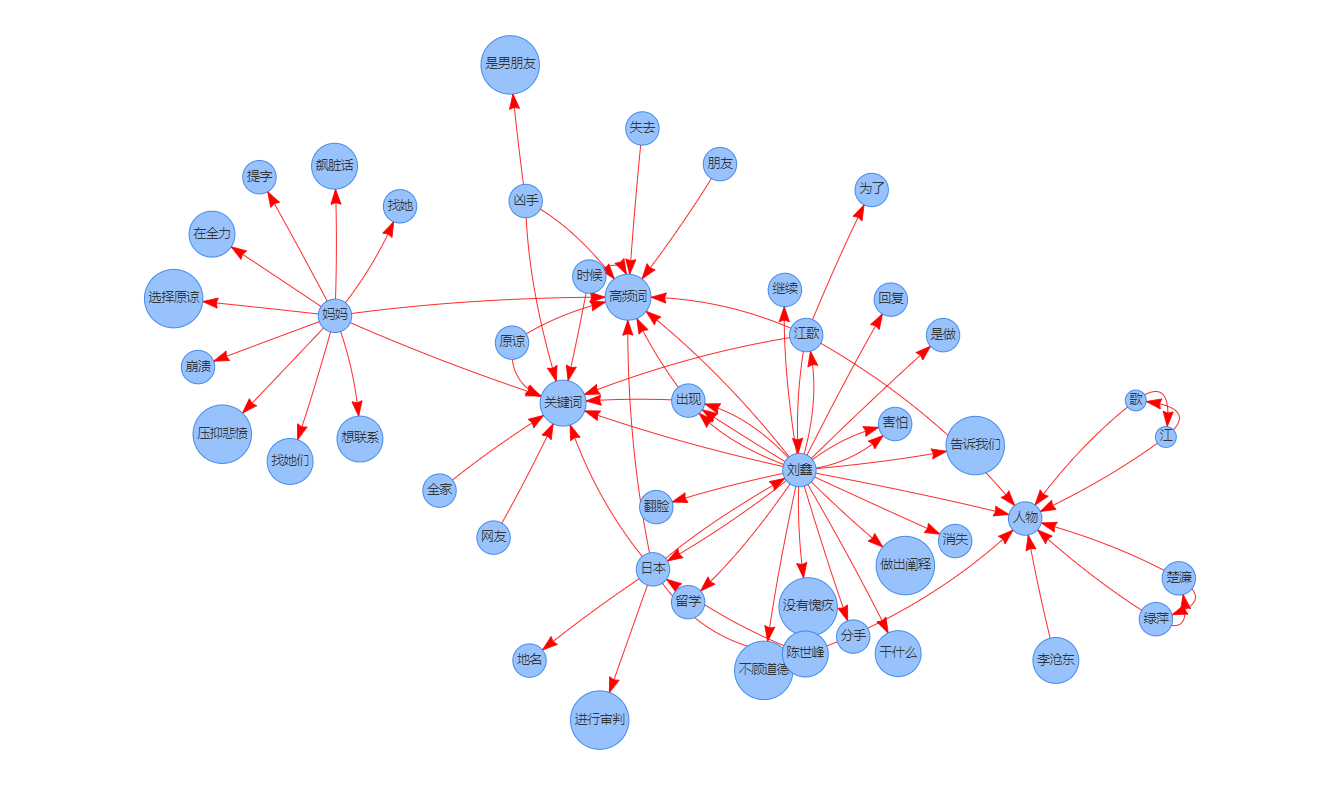 是男朋友
失去
飙脏话
朋友
提字
为了
凶手
找她
在全力
时候
继续
高频词
选择原谅
回复
妈妈
江歌
是做
原谅
崩溃
出现
歌
关键词
害怕
压抑悲愤
江
想联系
告诉我们
找她们
刘鑫
全家
翻脸
人物
网友
消失
日本
做出阐释
楚濂
留学
没有愧疚
绿萍
分手
陈世峰
干什么
地名
李沧东
不顾道德
进行审判